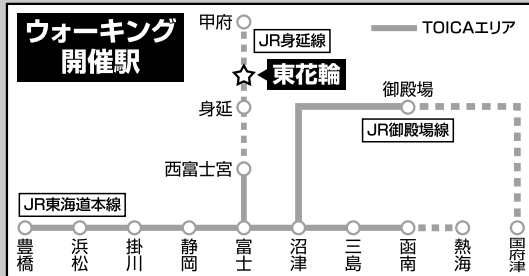 ウォーキング
開催駅
甲府
JR身延線
TOICAエリア
東花輪
身延
御殿場
JR御殿場線
西富士宮
JR東海道本線
豊橋
浜松
掛川
静岡
富士
沼津
三島
函南
熱海
国府津